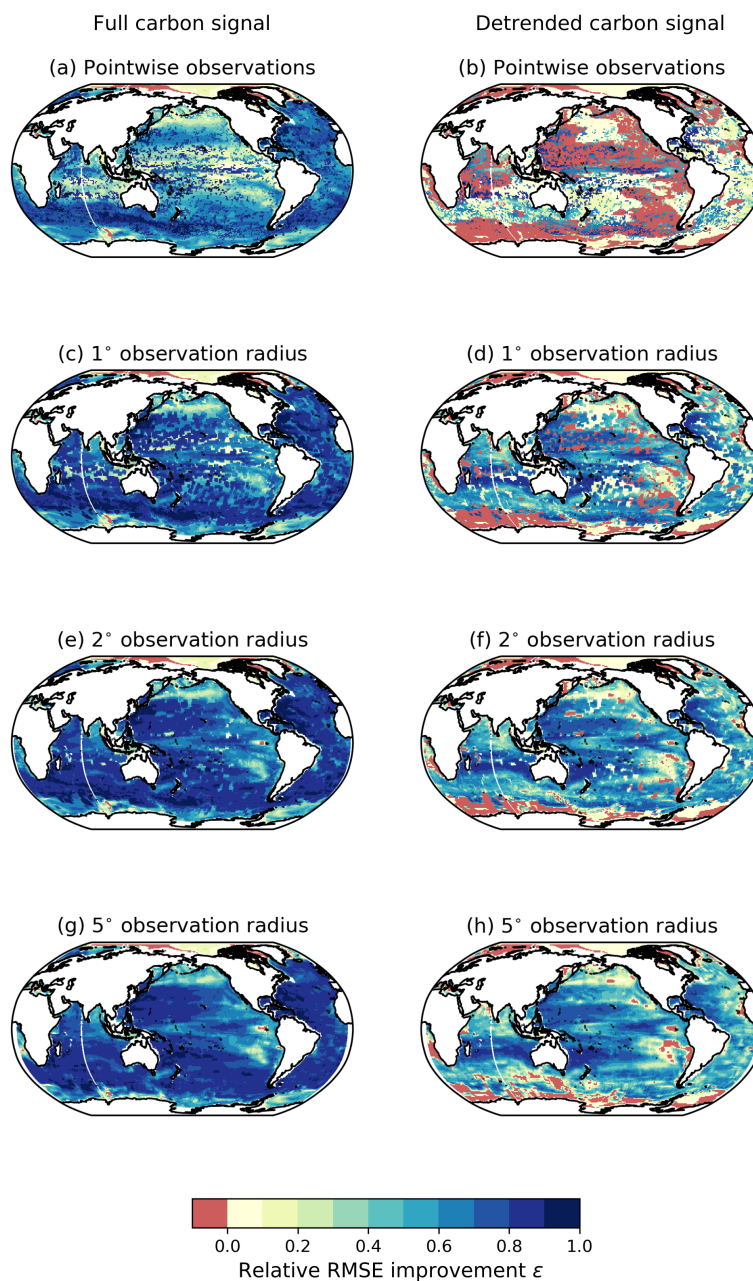 Full carbon signal
Detrended carbon signal
(a) Pointwise observations
(b) Pointwise observations
(c) 1° observation radius
(d) 1° observation radius
(e) 2° observation radius
(f) 2° observation radius
(g) 5° observation radius
(h) 5° observation radius
0.0 0.2 0.4 0.6 0.8 1.0
Relative RMSE improvement ε